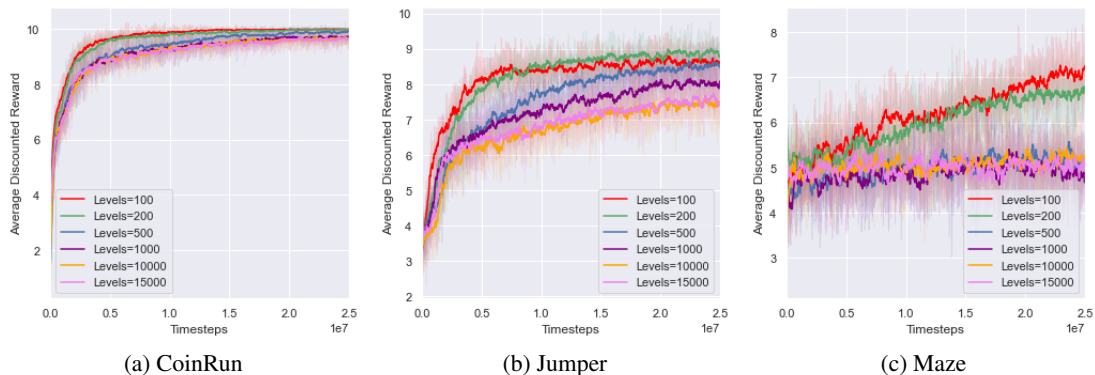 10
8
6
4
2
Average Discounted Reward
Levels=100
Levels=200
Levels=500
Levels=1000
Levels=10000
Levels=15000
0.0 0.5 1.0 1.5 2.0 2.5
1e7
Timesteps
(a) CoinRun
10
9
8
7
6
5
4
3
2
Average Discounted Reward
Levels=100
Levels=200
Levels=500
Levels=1000
Levels=10000
Levels=15000
0.0 0.5 1.0 1.5 2.0 2.5
1e7
Timesteps
(b) Jumper
8
7
6
5
4
3
Average Discounted Reward
Levels=100
Levels=200
Levels=500
Levels=1000
Levels=10000
Levels=15000
0.0 0.5 1.0 1.5 2.0 2.5
1e7
Timesteps
(c) Maze